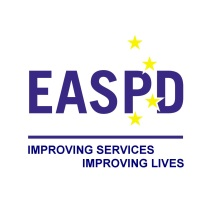 EASPD
IMPROVING SERVICES
IMPROVING LIVES